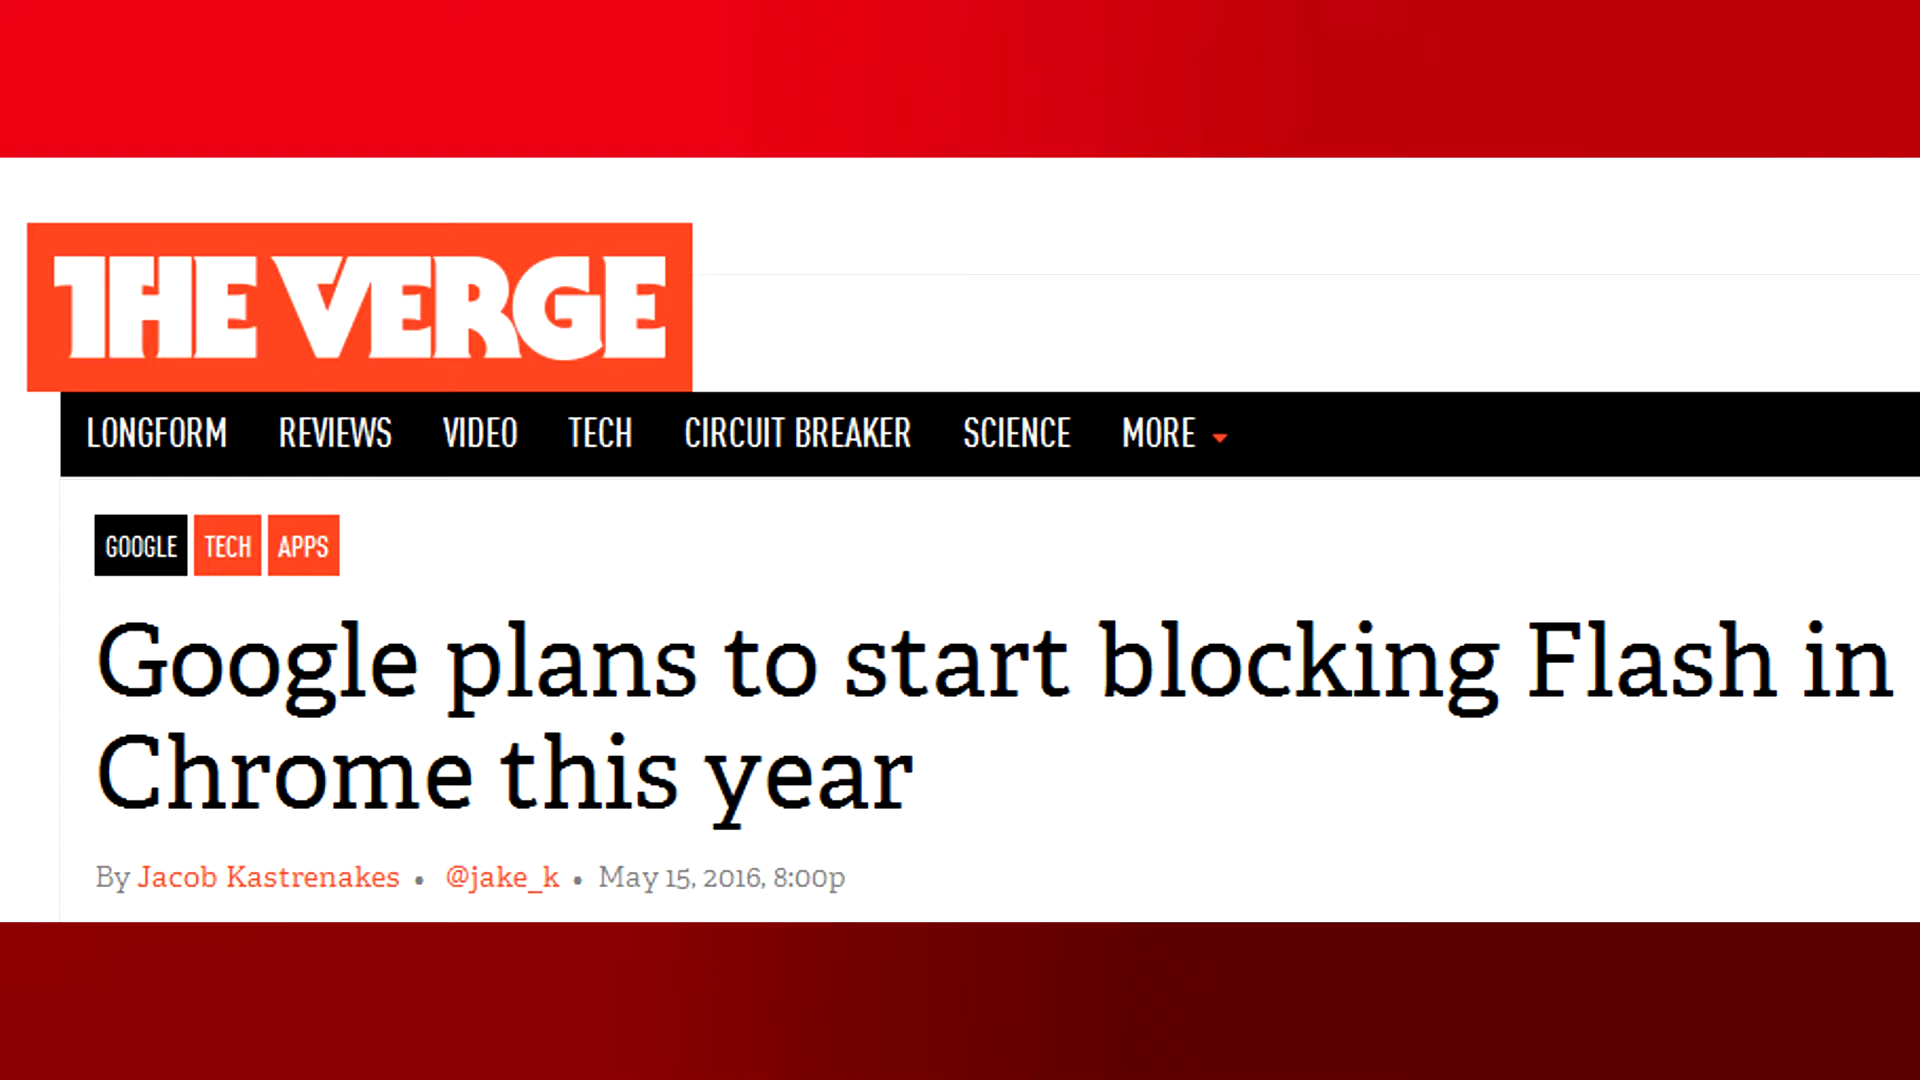 THE VERGE
LONGFORM REVIEWS VIDEO TECH CIRCUIT BREAKER SCIENCE MORE
GOOGLE TECH APPS
Google plans to start blocking Flash in
Chrome this year
By Jacob Kastrenakes • @jake_k • May 15, 2016, 8:00p